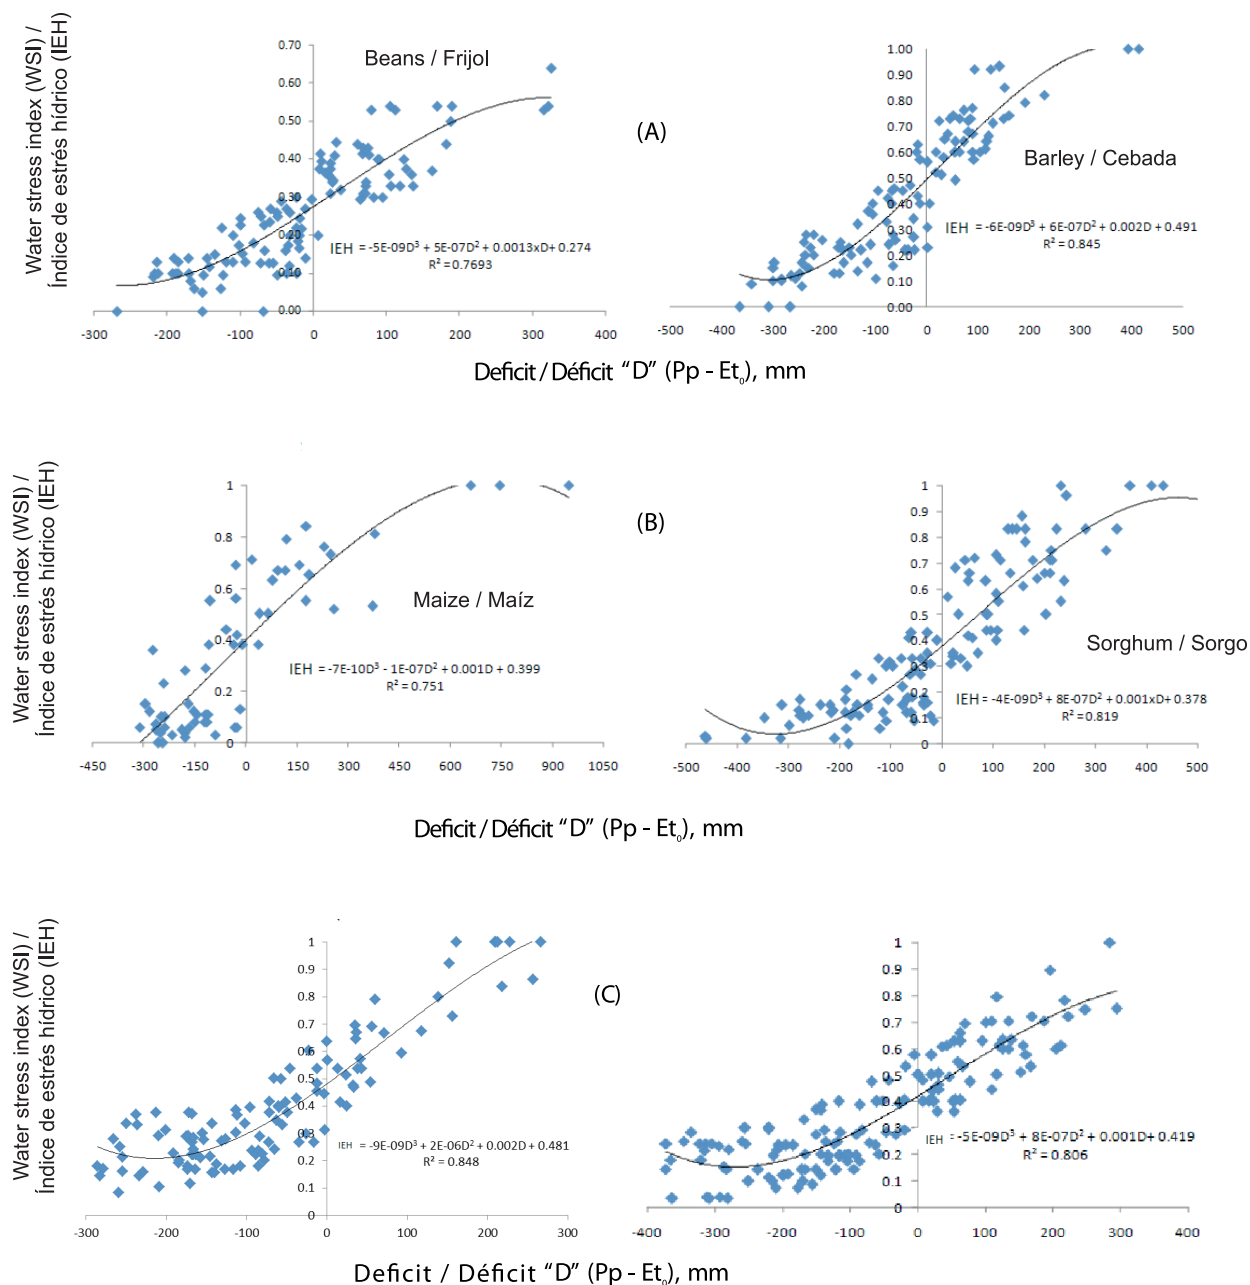 Water stress index (WSI) /
Índice de estrés hídrico (IEH)
0.70
0.60
0.50
0.40
0.30
0.20
0.10
0.00
-300 -200 -100 0 100 200 300 400
Beans / Frijol
IEH = -5E-09D³ + 5E-07D² + 0.0013xD+ 0.274
R² = 0.7693
(A)
1.00
0.90
0.80
0.70
0.60
0.50
0.40
0.30
0.20
0.10
0.00
-500 -400 -300 -200 -100 0 100 200 300 400 500
Barley / Cebada
IEH = -6E-09D³ + 6E-07D² + 0.002D + 0.491
R² = 0.845
Deficit / Déficit “D” (Pp - Et₀), mm
Water stress index (WSI) /
Índice de estrés hídrico (IEH)
1
0.8
0.6
0.4
0.2
0
-450 -300 -150 0 150 300 450 600 750 900 1050
Maize / Maíz
IEH = -7E-10D³ - 1E-07D² + 0.001D + 0.399
R² = 0.751
(B)
1
0.9
0.8
0.7
0.6
0.5
0.4
0.3
0.2
0.1
0
-500 -400 -300 -200 -100 0 100 200 300 400 500
Sorghum / Sorgo
IEH = -4E-09D³ + 8E-07D² + 0.001xD+ 0.378
R² = 0.819
Deficit / Déficit “D” (Pp - Et₀), mm
Water stress index (WSI) /
Índice de estrés hídrico (IEH)
1
0.9
0.8
0.7
0.6
0.5
0.4
0.3
0.2
0.1
0
-300 -200 -100 0 100 200 300
IEH = -9E-09D³ + 2E-06D² + 0.002D + 0.481
R² = 0.848
(C)
1
0.9
0.8
0.7
0.6
0.5
0.4
0.3
0.2
0.1
0
-400 -300 -200 -100 0 100 200 300 400
IEH = -5E-09D³ + 8E-07D² + 0.001D + 0.419
R² = 0.806
Deficit / Déficit “D” (Pp - Et₀), mm